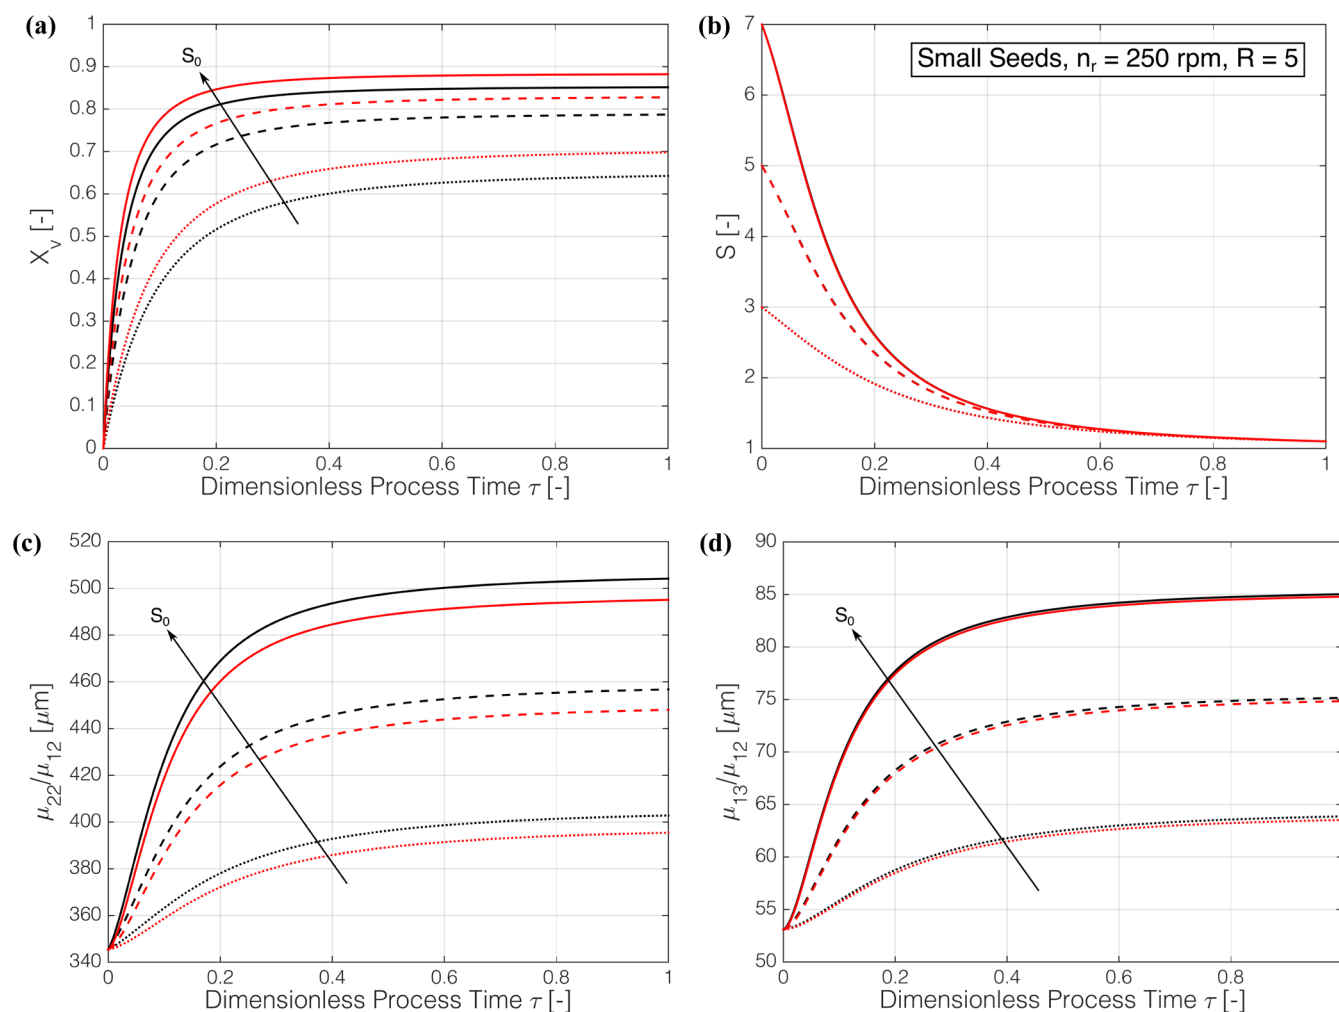 (a)
1
0.9
0.8
0.7
0.6
0.5
0.4
0.3
0.2
0.1
0
X_v [-]
S_0
0 0.2 0.4 0.6 0.8 1
Dimensionless Process Time τ [-]
(b)
7
6
5
4
3
2
1
S [-]
Small Seeds, n_r = 250 rpm, R = 5
0 0.2 0.4 0.6 0.8 1
Dimensionless Process Time τ [-]
(c)
520
500
480
460
440
420
400
380
360
340
μ_22/μ_12 [μm]
S_0
0 0.2 0.4 0.6 0.8 1
Dimensionless Process Time τ [-]
(d)
90
85
80
75
70
65
60
55
50
μ_13/μ_12 [μm]
S_0
0 0.2 0.4 0.6 0.8
Dimensionless Process Time τ [-]